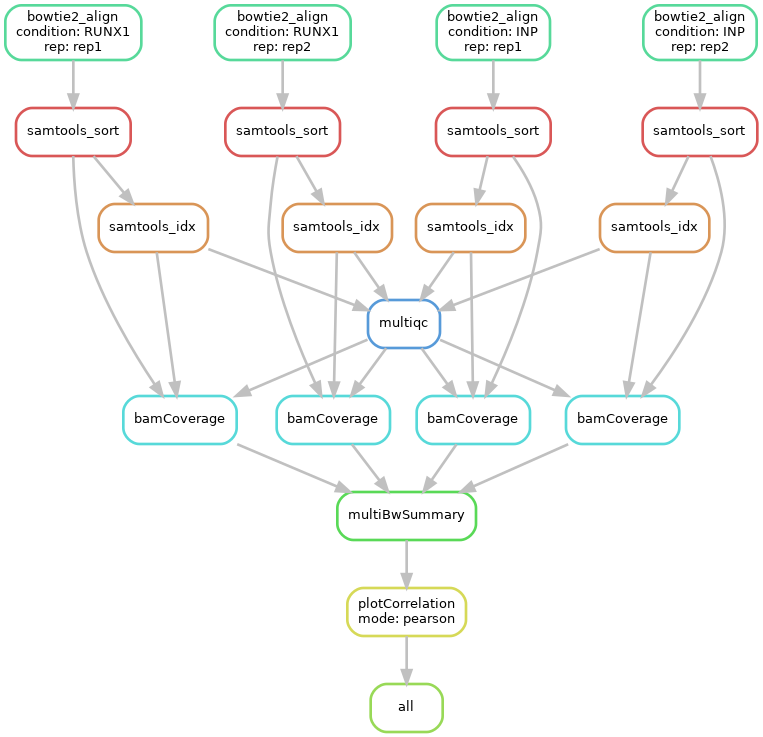 bowtie2_align
condition: RUNX1
rep: rep1
bowtie2_align
condition: RUNX1
rep: rep2
bowtie2_align
condition: INP
rep: rep1
bowtie2_align
condition: INP
rep: rep2
samtools_sort
samtools_sort
samtools_sort
samtools_sort
samtools_idx
samtools_idx
samtools_idx
samtools_idx
multiqc
bamCoverage
bamCoverage
bamCoverage
bamCoverage
multiBwSummary
plotCorrelation
mode: pearson
all